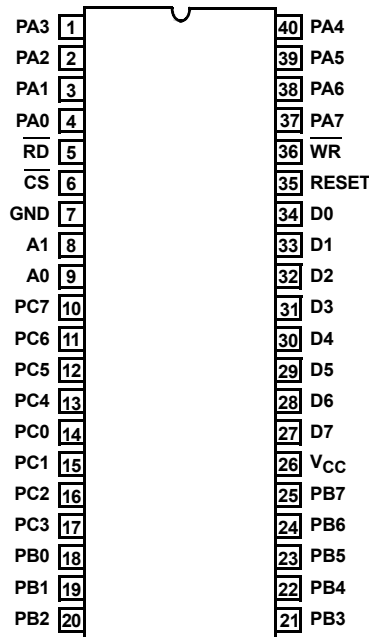 PA3 1 40 PA4
PA2 2 39 PA5
PA1 3 38 PA6
PA0 4 37 PA7
R̅D̅ 5 36 W̅R̅
C̅S̅ 6 35 RESET
GND 7 34 D0
A1 8 33 D1
A0 9 32 D2
PC7 10 31 D3
PC6 11 30 D4
PC5 12 29 D5
PC4 13 28 D6
PC0 14 27 D7
PC1 15 26 VCC
PC2 16 25 PB7
PC3 17 24 PB6
PB0 18 23 PB5
PB1 19 22 PB4
PB2 20 21 PB3